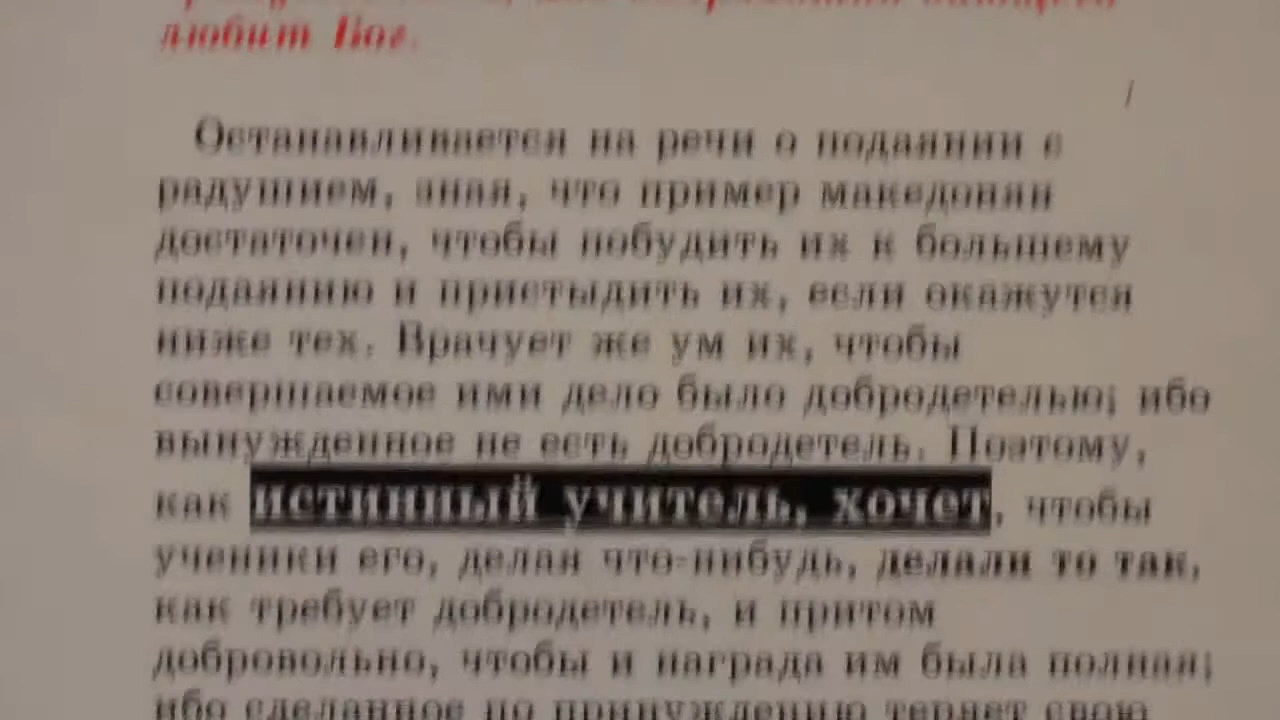 любит Бог.
Останавливается на речи о подаянии с
радушием, зная, что пример македонян
достаточен, чтобы побудить их к большему
подаянию и пристыдить их, если окажутся
ниже тех. Врачует же ум их, чтобы
совершаемое ими дело было добродетелью; ибо
вынужденное не есть добродетель. Поэтому,
как истинный учитель, хочет, чтобы
ученики его, делая что-нибудь, делали то так,
как требует добродетель, и притом
добровольно, чтобы и награда им была полная;
ибо сделанное по принуждению теряет свою